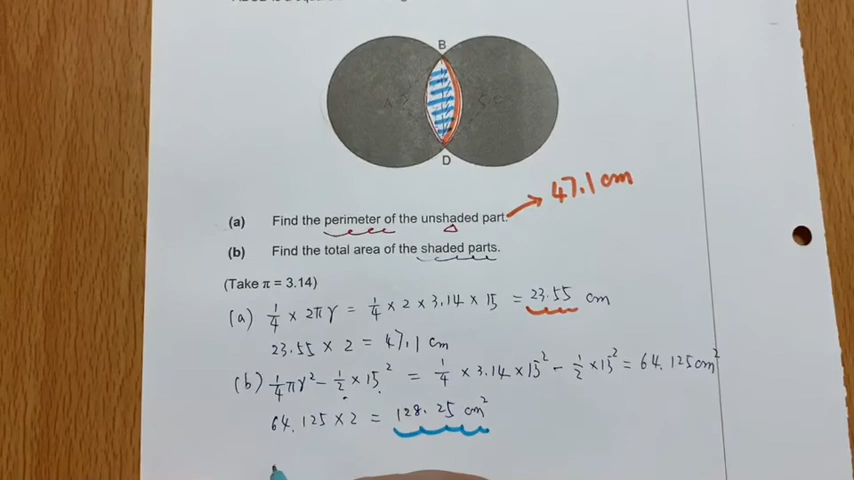 B
A
C
D
47.1 cm
(a) Find the perimeter of the unshaded part.
(b) Find the total area of the shaded parts.
(Take π = 3.14)
(a) 1/4 × 2πr = 1/4 × 2 × 3.14 × 15 = 23.55 cm
23.55 × 2 = 47.1 cm
(b) 1/4 πr² - 1/2 × 15² = 1/4 × 3.14 × 15² - 1/2 × 15² = 64.125 cm²
64.125 × 2 = 128.25 cm²